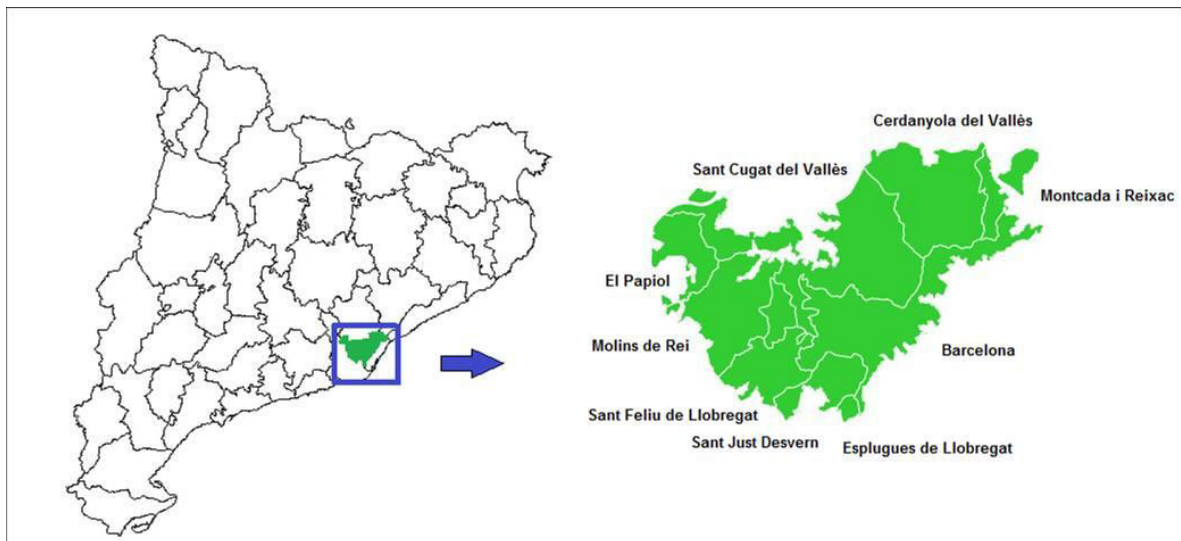 Cerdanyola del Vallès
Sant Cugat del Vallès
Montcada i Reixac
El Papiol
Molins de Rei
Barcelona
Sant Feliu de Llobregat
Sant Just Desvern
Esplugues de Llobregat